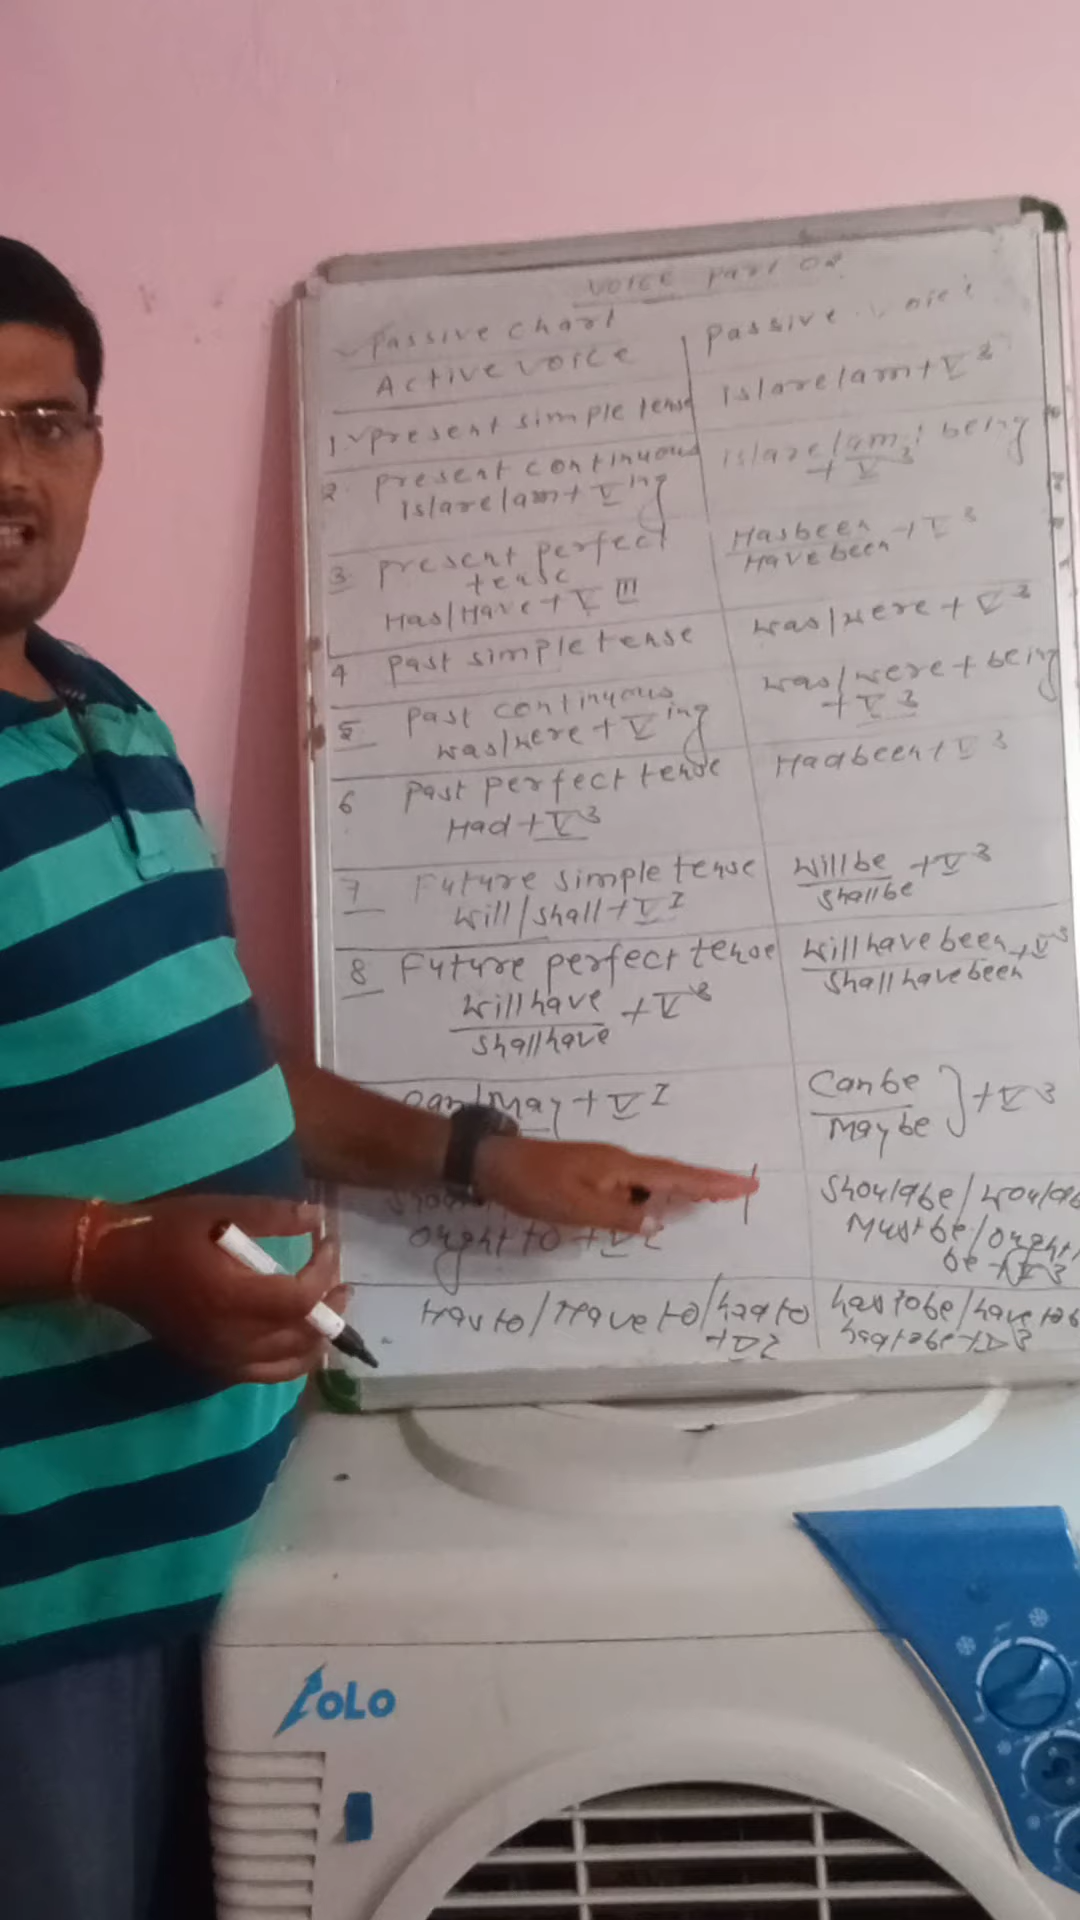 VOICE Part 02
Passive chart
Active voice
Passive
1. present simple tense
Is/are/am+V3
2. present continuous
Is/are/am+V ing
Is/are/am+ being
+V3
3 present perfect
tense
Has/Have+V III
Has been
Have been +V3
4 past simple tense
was/were+V3
5 past continuous
was/were+V ing
was/were+being
+V3
6 past perfect tense
Had+V3
Had been+V3
7 Future simple tense
will/shall+V I
will be
shall be +V3
8 Future perfect tense
will have
shall have +V3
will have been
shall have been +V3
can/may+V I
can be
may be }+V3
ought to +V
should be/would be
must be/ought
be+V3
Has to/Have to/had to
+V
has to be/have to be
had to be+V3
PoLo